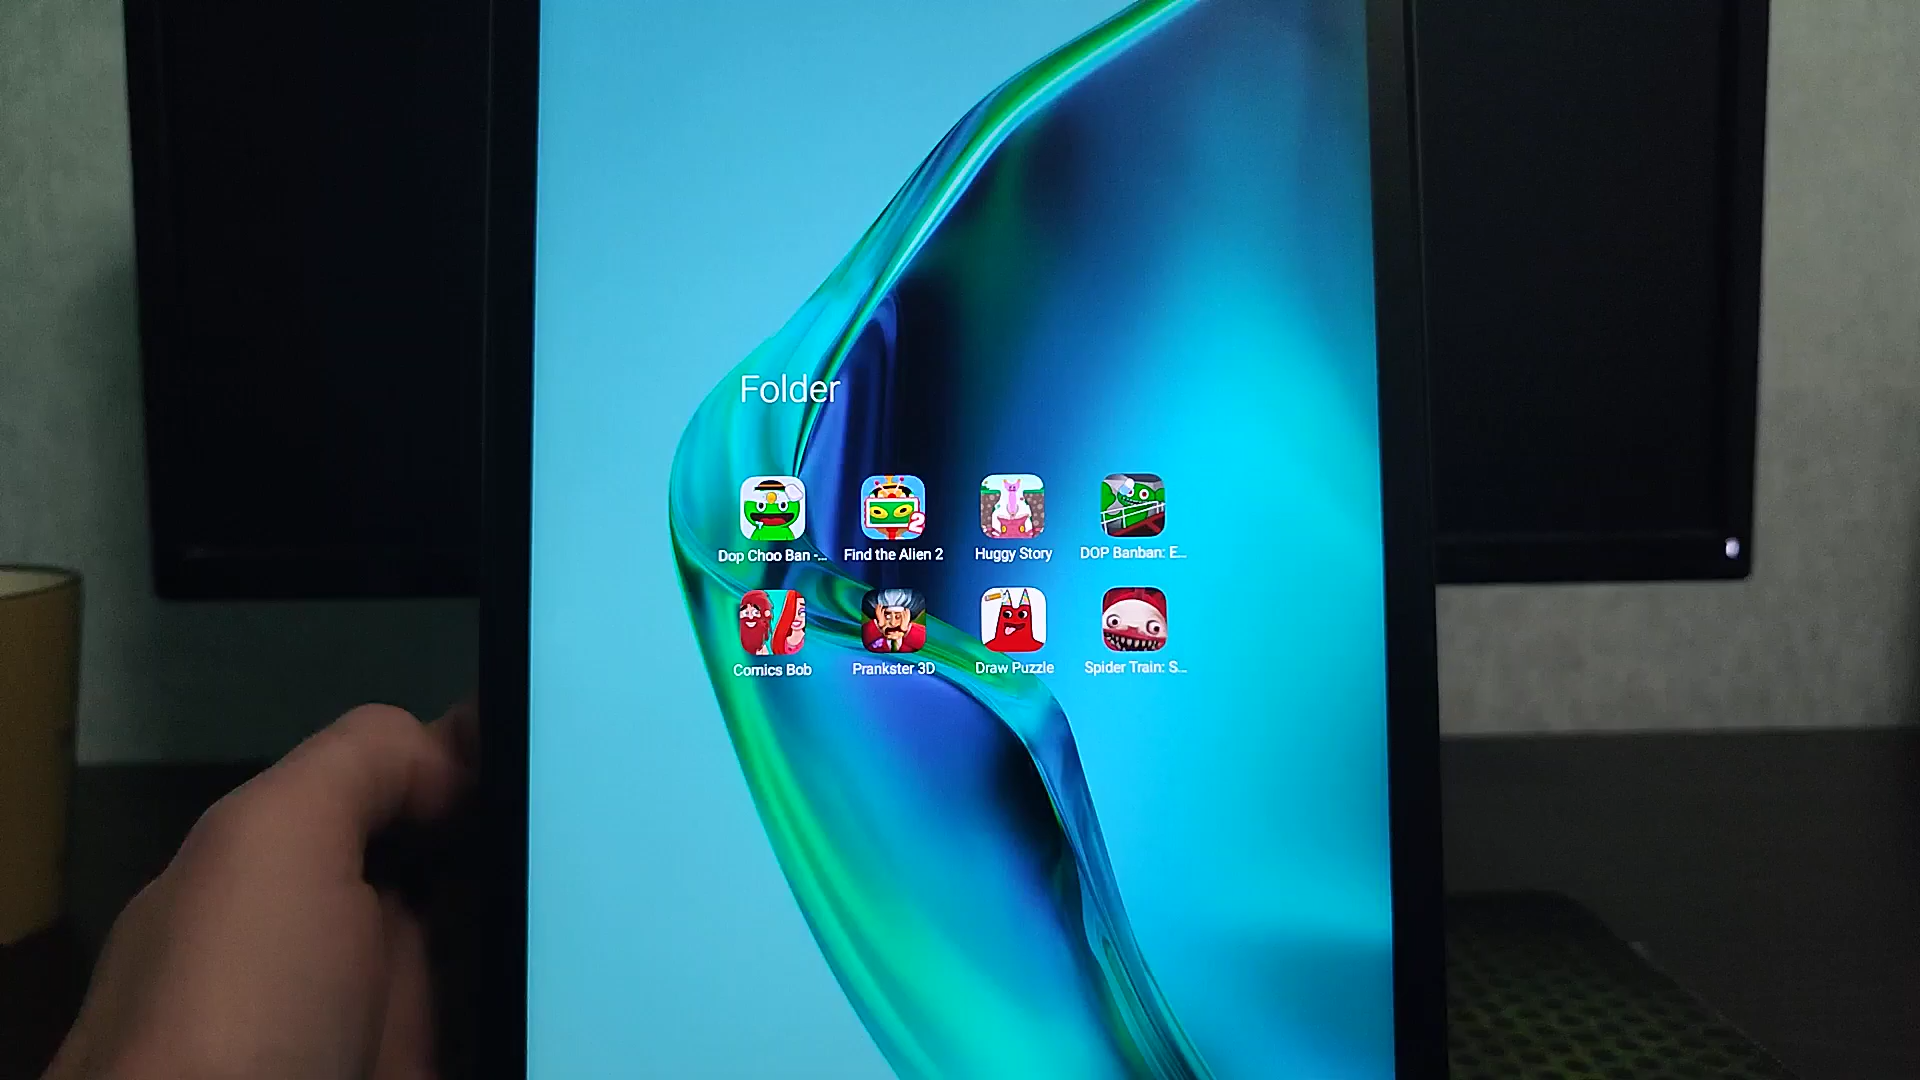 Folder
Dop Choo Ban -...
Find the Alien 2
Huggy Story
DOP Banban: E...
2
Comics Bob
Prankster 3D
Draw Puzzle
Spider Train: S...